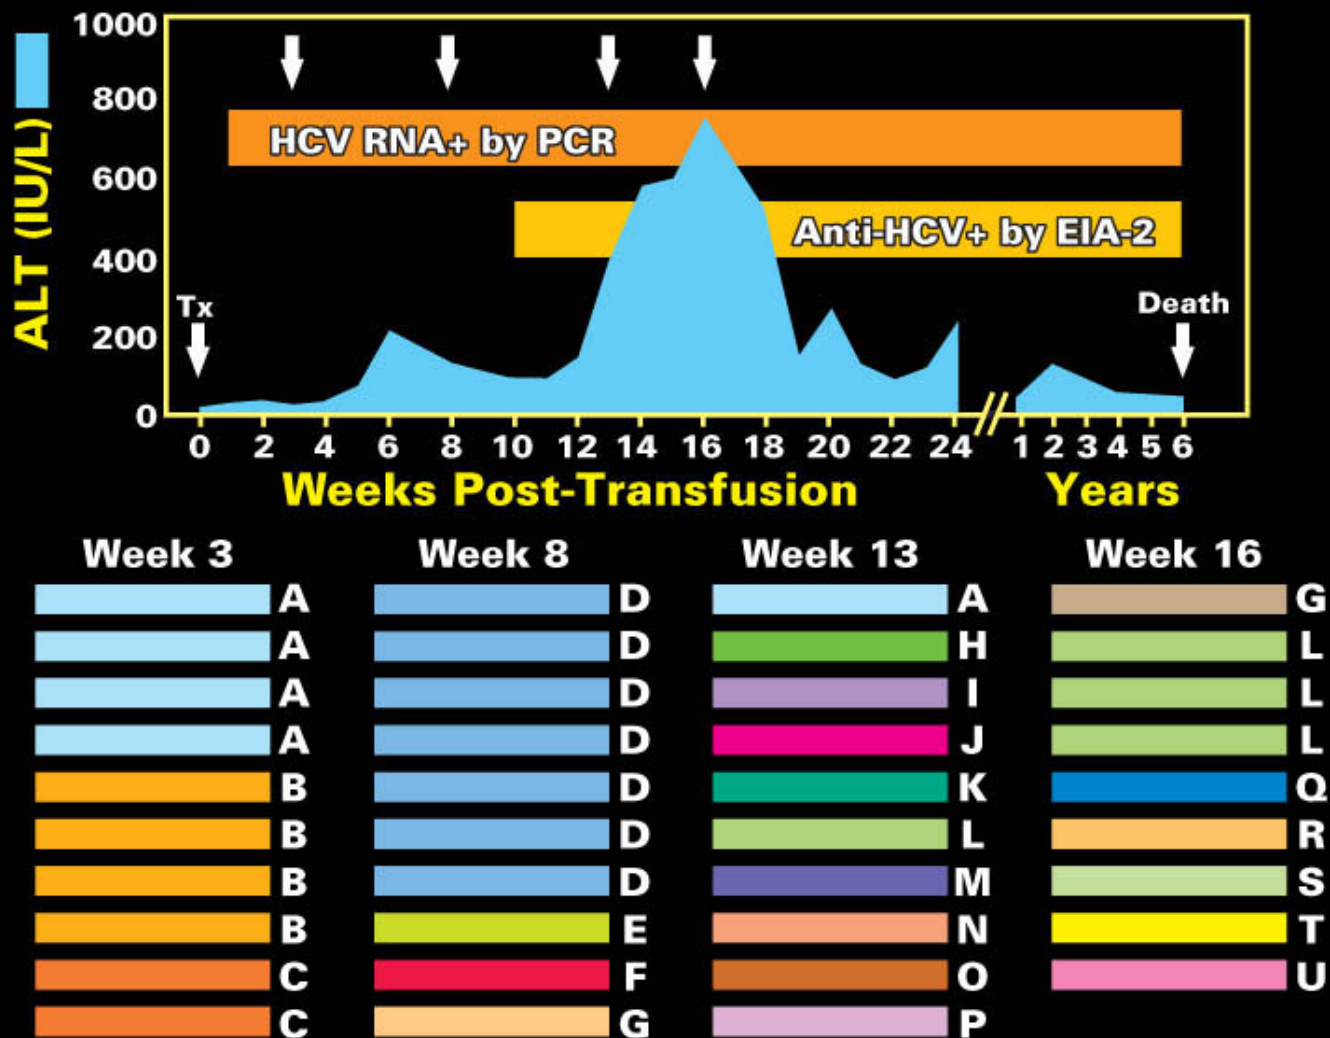 ALT (IU/L)
1000
800
600
400
200
0
HCV RNA+ by PCR
Anti-HCV+ by EIA-2
Tx
Death
0 2 4 6 8 10 12 14 16 18 20 22 24 1 2 3 4 5 6
Weeks Post-Transfusion Years
Week 3 Week 8 Week 13 Week 16
A D A G
A D H L
A D I L
A D J L
B D K Q
B D L R
B D M S
B E N T
C F O U
C G P